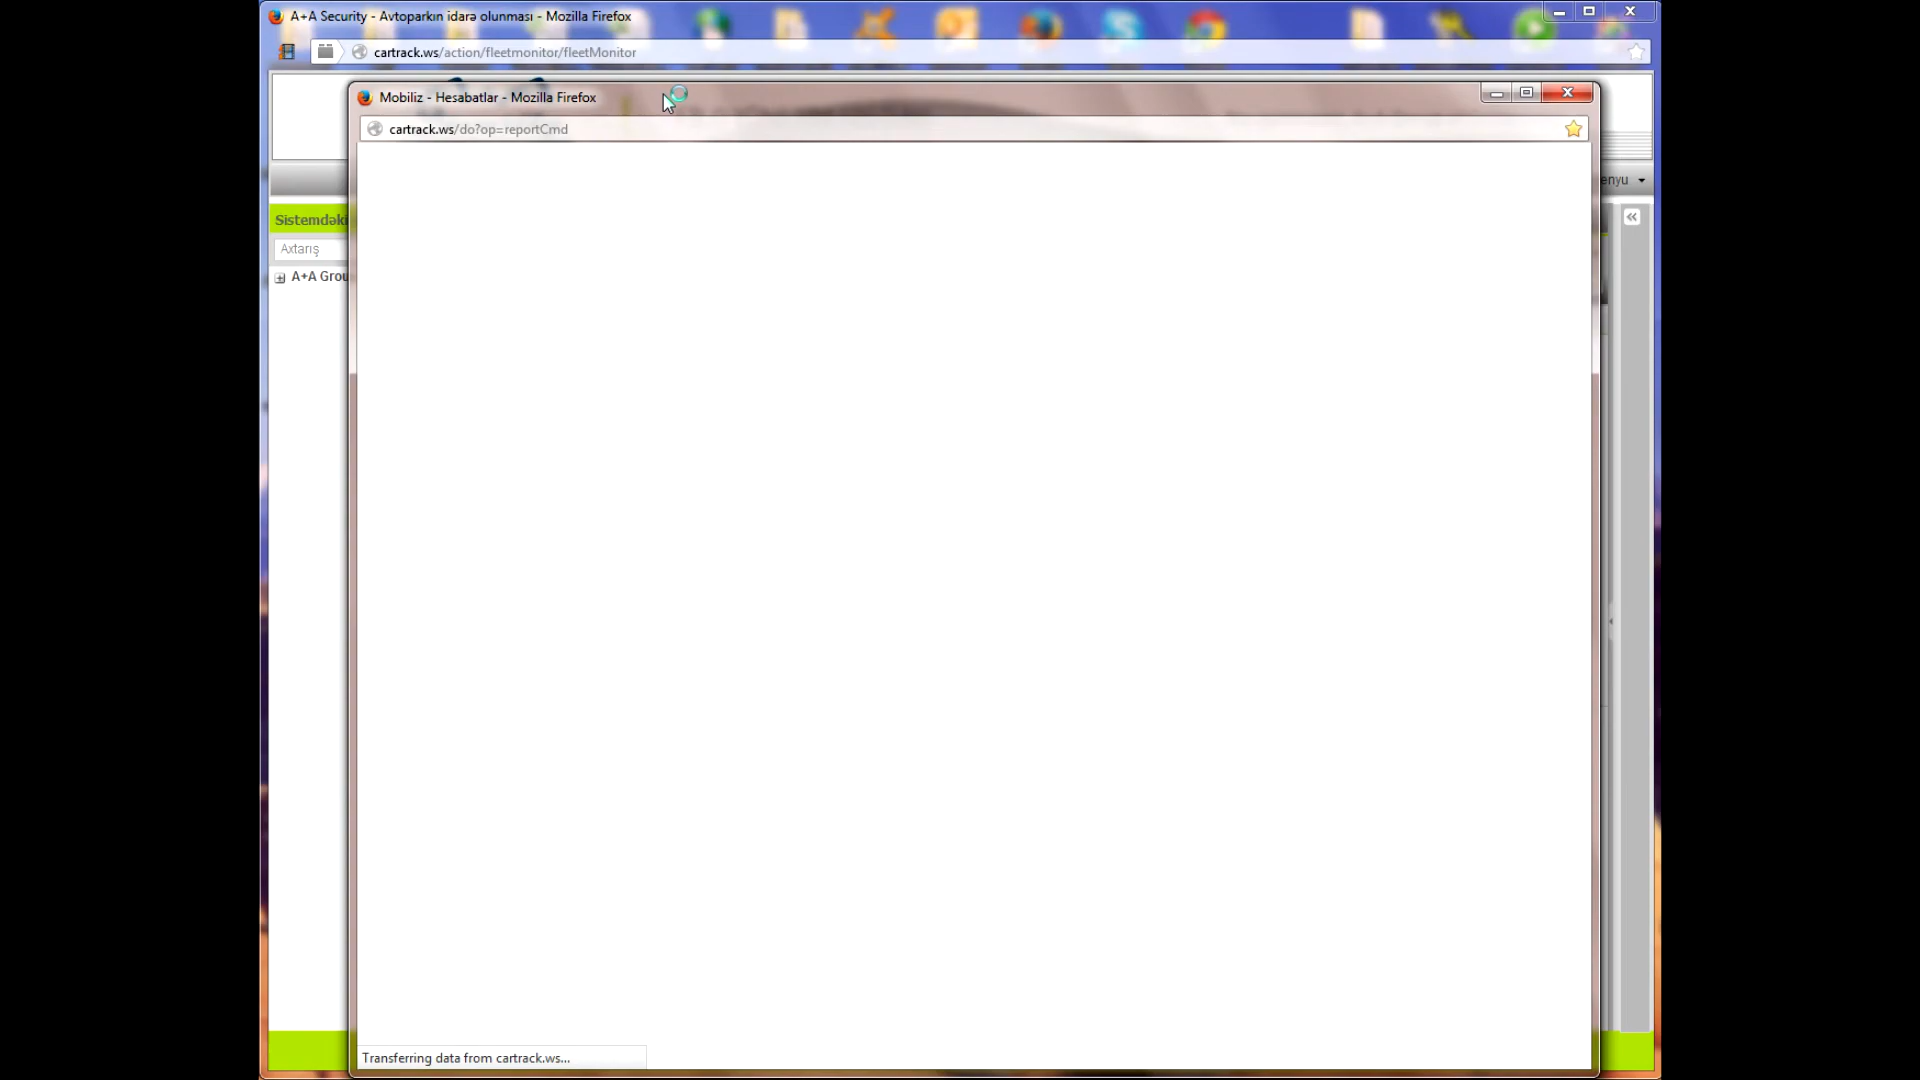 A+A Security - Avtoparkın idarə olunması - Mozilla Firefox
cartrack.ws/action/fleetmonitor/fleetMonitor
Mobiliz - Hesabatlar - Mozilla Firefox
cartrack.ws/do?op=reportCmd
enyu
Sistemdəki
Axtarış
A+A Grou
Transferring data from cartrack.ws...